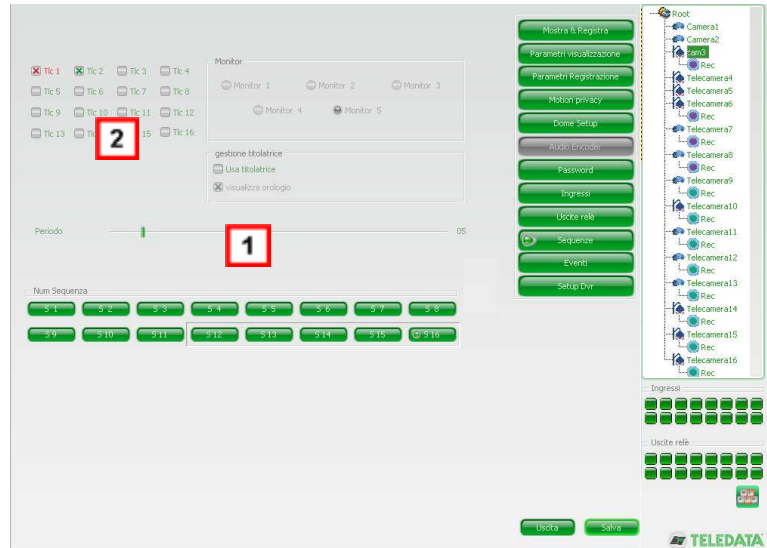 Tlc 1 Tlc 2 Tlc 3 Tlc 4
Tlc 5 Tlc 6 Tlc 7 Tlc 8
Tlc 9 Tlc 10 Tlc 11 Tlc 12
Tlc 13 15 Tlc 16
2
Monitor
Monitor 1 Monitor 2 Monitor 3
Monitor 4 Monitor 5
gestione titolatrice
Usa titolatrice
visualizza orologio
Periodo 05
1
Num Sequenza
S 1 S 2 S 3 S 4 S 5 S 6 S 7 S 8
S 9 S 10 S 11 S 12 S 13 S 14 S 15 S 16
Mostra & Registra
Parametri visualizzazione
Parametri Registrazione
Motion privacy
Dome Setup
Audio Encoder
Password
Ingressi
Uscite relè
Sequenze
Eventi
Setup Dvr
Uscita Salva
Root
Camera1
Camera2
cam3
Rec
Telecamera4
Telecamera5
Telecamera6
Rec
Telecamera7
Rec
Telecamera8
Rec
Telecamera9
Rec
Telecamera10
Rec
Telecamera11
Rec
Telecamera12
Rec
Telecamera13
Rec
Telecamera14
Rec
Telecamera15
Rec
Telecamera16
Rec
Ingressi
Uscite relè
TELEDATA